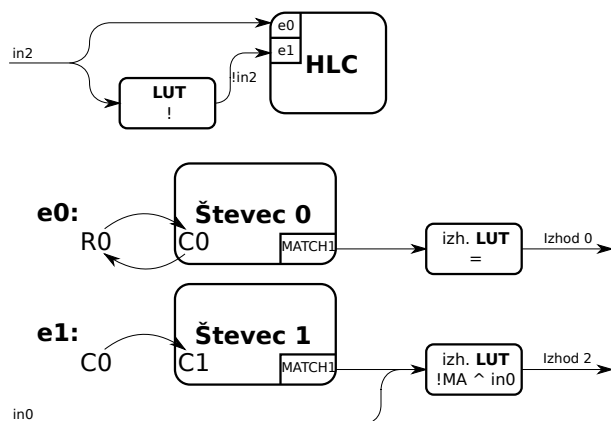 e0
in2
e1
HLC
!in2
LUT
!
e0:
Števec 0
R0
C0
MATCH1
izh. LUT
=
Izhod 0
e1:
Števec 1
C0
C1
MATCH1
izh. LUT
!MA ^ in0
Izhod 2
in0